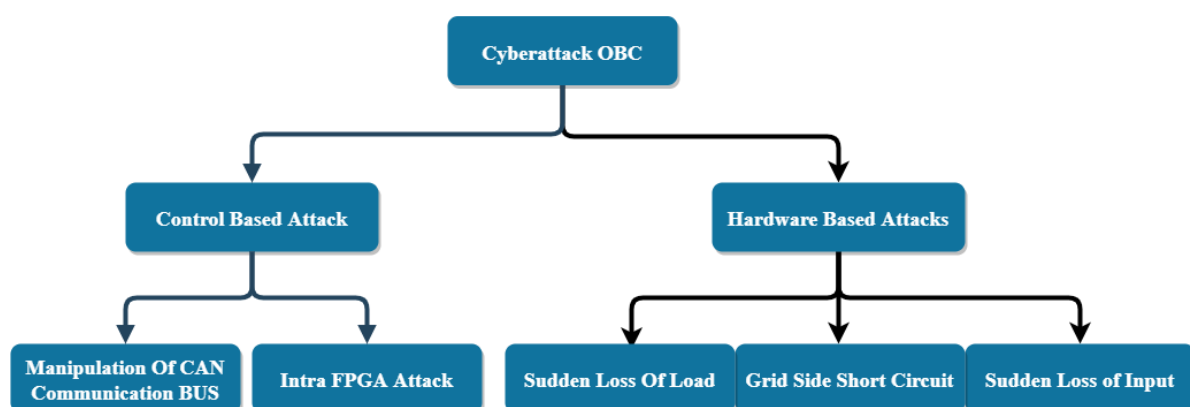 Cyberattack OBC
Control Based Attack
Hardware Based Attacks
Manipulation Of CAN
Communication BUS
Intra FPGA Attack
Sudden Loss Of Load
Grid Side Short Circuit
Sudden Loss of Input